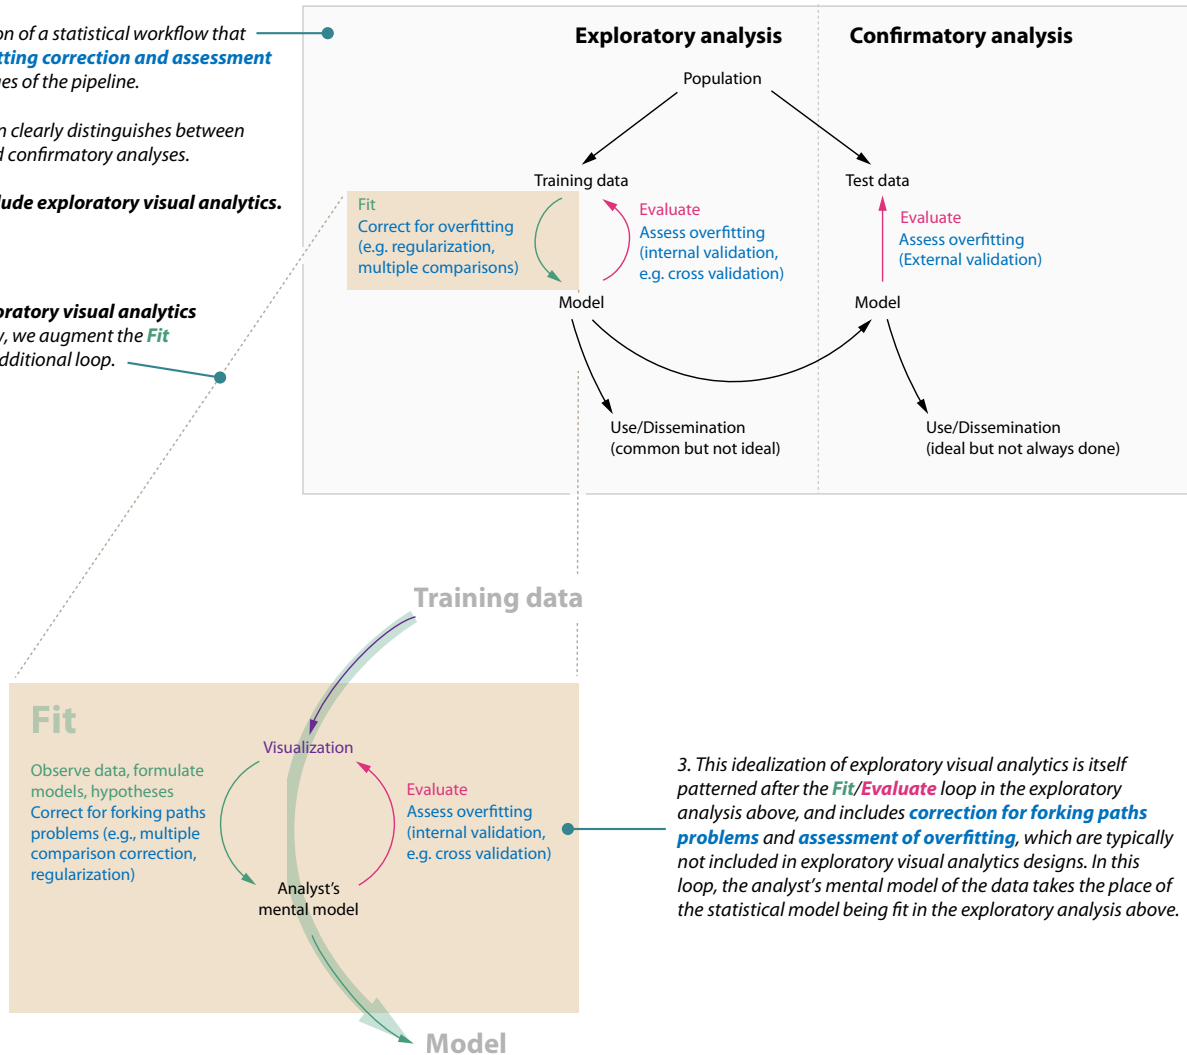 on of a statistical workflow that
tting correction and assessment
es of the pipeline.
n clearly distinguishes between
d confirmatory analyses.
lude exploratory visual analytics.
oratory visual analytics
y, we augment the Fit
dditional loop.
Exploratory analysis
Confirmatory analysis
Population
Training data
Test data
Fit
Correct for overfitting
(e.g. regularization,
multiple comparisons)
Evaluate
Assess overfitting
(internal validation,
e.g. cross validation)
Evaluate
Assess overfitting
(External validation)
Model
Model
Use/Dissemination
(common but not ideal)
Use/Dissemination
(ideal but not always done)
Training data
Fit
Visualization
Observe data, formulate
models, hypotheses
Correct for forking paths
problems (e.g., multiple
comparison correction,
regularization)
Evaluate
Assess overfitting
(internal validation,
e.g. cross validation)
Analyst's
mental model
Model
3. This idealization of exploratory visual analytics is itself
patterned after the Fit/Evaluate loop in the exploratory
analysis above, and includes correction for forking paths
problems and assessment of overfitting, which are typically
not included in exploratory visual analytics designs. In this
loop, the analyst's mental model of the data takes the place of
the statistical model being fit in the exploratory analysis above.